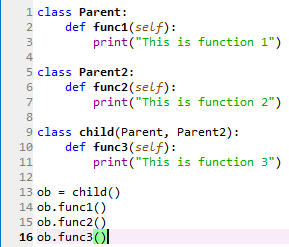 1 class Parent:
2     def func1(self):
3         print("This is function 1")
4
5 class Parent2:
6     def func2(self):
7         print("This is function 2")
8
9 class child(Parent, Parent2):
10     def func3(self):
11         print("This is function 3")
12
13 ob = child()
14 ob.func1()
15 ob.func2()
16 ob.func3()